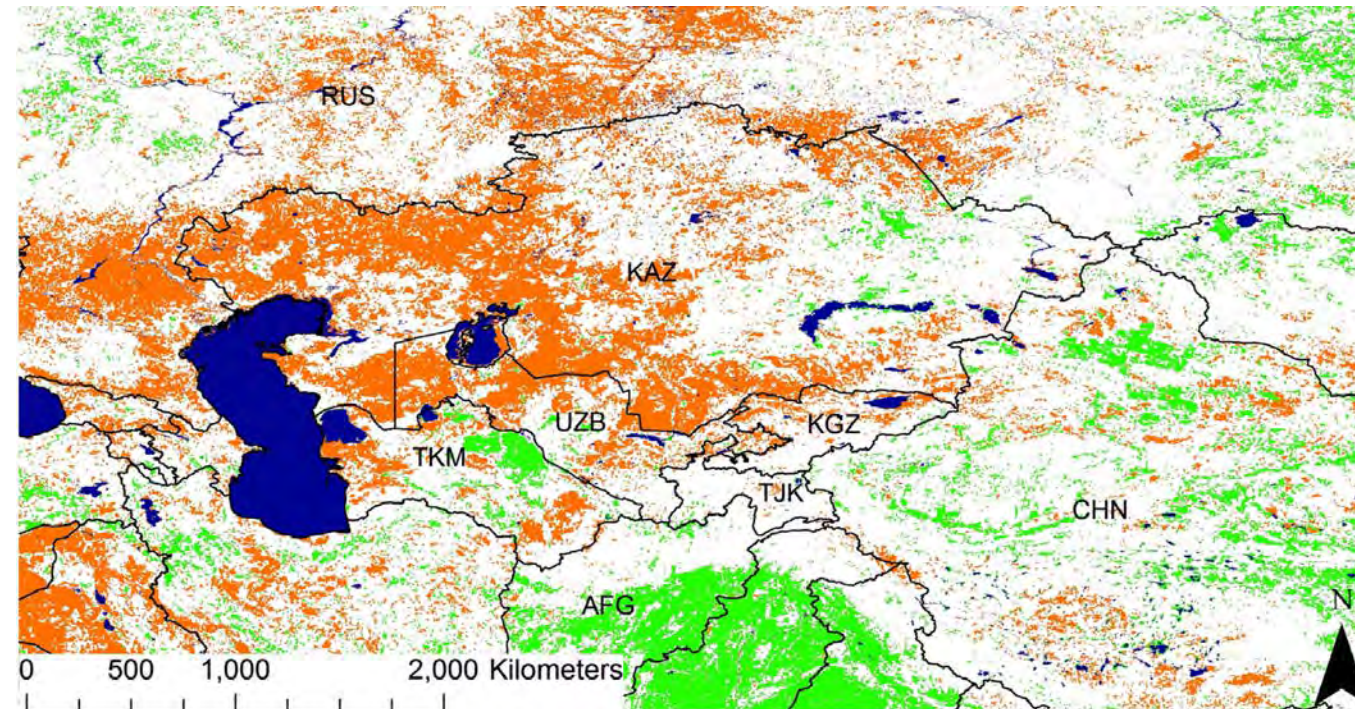 RUS
KAZ
UZB
KGZ
TKM
TJK
CHN
AFG
N
0 500 1,000 2,000 Kilometers